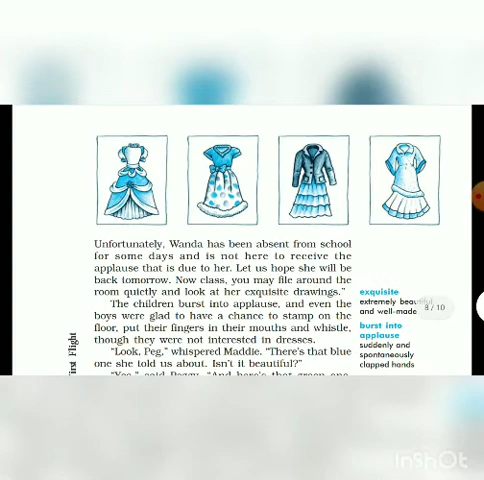 Unfortunately, Wanda has been absent from school
for some days and is not here to receive the
applause that is due to her. Let us hope she will be
back tomorrow. Now class, you may file around the
room quietly and look at her exquisite drawings.”
The children burst into applause, and even the
boys were glad to have a chance to stamp on the
floor, put their fingers in their mouths and whistle,
though they were not interested in dresses.
“Look, Peg,” whispered Maddie. “There's that blue
one she told us about. Isn't it beautiful?”
“Yes,” said Peggy, “And here's that green one.
exquisite
extremely beautiful
and well-made
burst into
applause
suddenly and
spontaneously
clapped hands
8 / 10
First Flight
InShOt